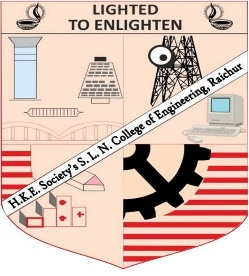 LIGHTED
TO ENLIGHTEN
H.K.E. Society's S. L. N. College of Engineering, Raichur